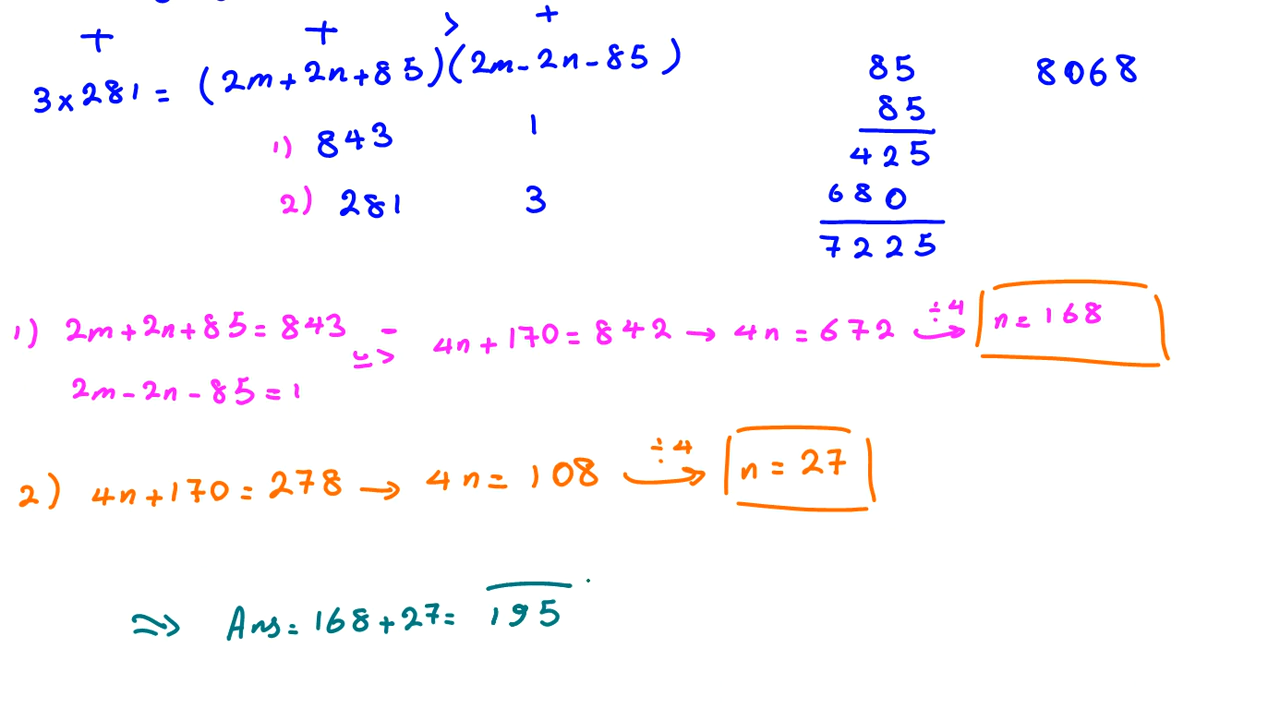 + + > +
3×281 = (2m+2n+85)(2m-2n-85)
1) 843 1
2) 281 3
85
85
425
680
7225
8068
1) 2m+2n+85=843 - => 4n+170=842 → 4n=672 ÷4 → n=168
2m-2n-85=1
2) 4n+170=278 → 4n=108 ÷4 → n=27
⇒ Ans=168+27= 195